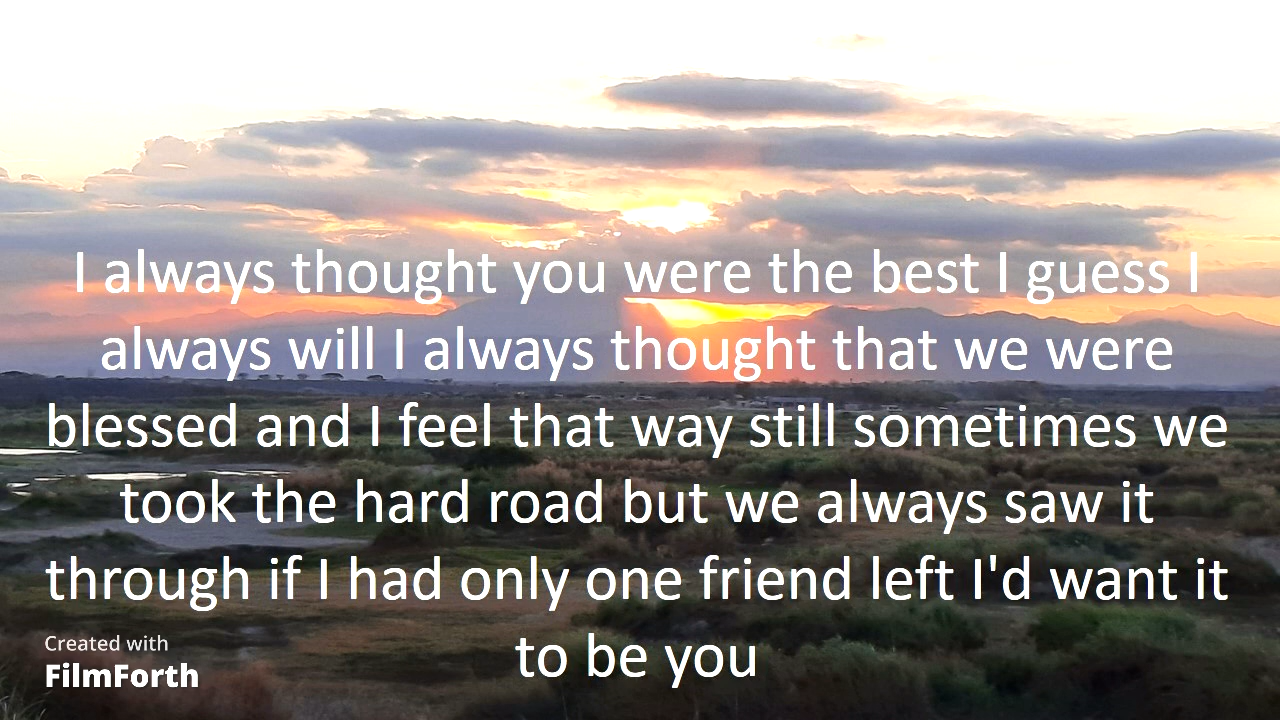 I always thought you were the best I guess I
always will I always thought that we were
blessed and I feel that way still sometimes we
took the hard road but we always saw it
through if I had only one friend left I'd want it
to be you
Created with
FilmForth